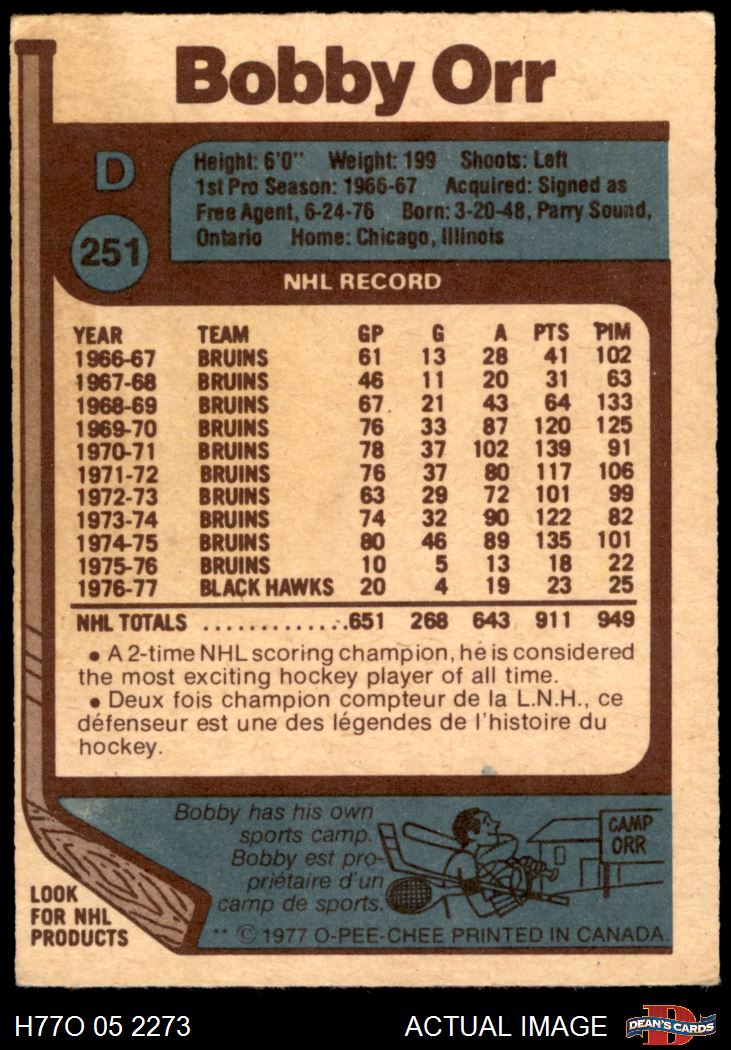 Bobby Orr
D
251
Height: 6'0" Weight: 199 Shoots: Left
1st Pro Season: 1966-67 Acquired: Signed as
Free Agent, 6-24-76 Born: 3-20-48, Parry Sound,
Ontario Home: Chicago, Illinois
NHL RECORD
YEAR TEAM GP G A PTS PIM
1966-67 BRUINS 61 13 28 41 102
1967-68 BRUINS 46 11 20 31 63
1968-69 BRUINS 67 21 43 64 133
1969-70 BRUINS 76 33 87 120 125
1970-71 BRUINS 78 37 102 139 91
1971-72 BRUINS 76 37 80 117 106
1972-73 BRUINS 63 29 72 101 99
1973-74 BRUINS 74 32 90 122 82
1974-75 BRUINS 80 46 89 135 101
1975-76 BRUINS 10 5 13 18 22
1976-77 BLACK HAWKS 20 4 19 23 25
NHL TOTALS .............651 268 643 911 949
• A 2-time NHL scoring champion, he is considered
the most exciting hockey player of all time.
• Deux fois champion compteur de la L.N.H., ce
défenseur est une des légendes de l'histoire du
hockey.
Bobby has his own
sports camp.
Bobby est pro-
priétaire d'un
camp de sports.
CAMP
ORR
LOOK
FOR NHL
PRODUCTS
** © 1977 O-PEE-CHEE PRINTED IN CANADA.
H77O 05 2273 ACTUAL IMAGE
DEAN'S CARDS